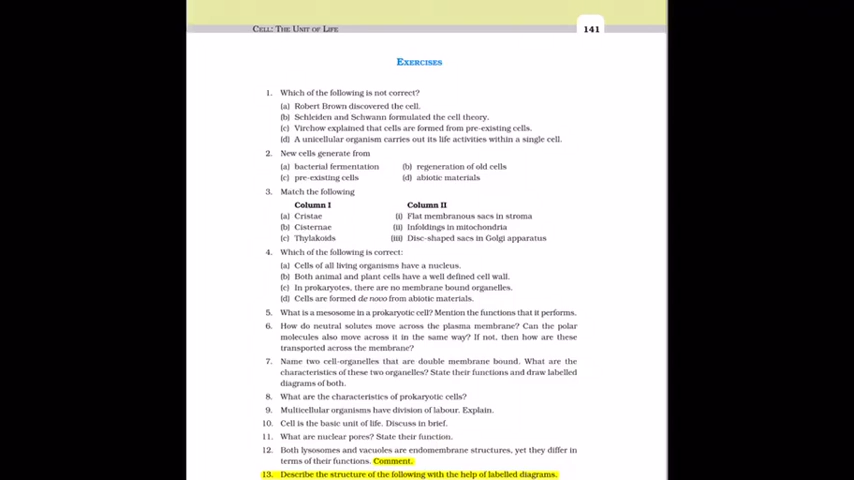 CELL: THE UNIT OF LIFE 141
EXERCISES
1. Which of the following is not correct?
(a) Robert Brown discovered the cell.
(b) Schleiden and Schwann formulated the cell theory.
(c) Virchow explained that cells are formed from pre-existing cells.
(d) A unicellular organism carries out its life activities within a single cell.
2. New cells generate from
(a) bacterial fermentation (b) regeneration of old cells
(c) pre-existing cells (d) abiotic materials
3. Match the following
Column I Column II
(a) Cristae (i) Flat membranous sacs in stroma
(b) Cisternae (ii) Infoldings in mitochondria
(c) Thylakoids (iii) Disc-shaped sacs in Golgi apparatus
4. Which of the following is correct:
(a) Cells of all living organisms have a nucleus.
(b) Both animal and plant cells have a well defined cell wall.
(c) In prokaryotes, there are no membrane bound organelles.
(d) Cells are formed de novo from abiotic materials.
5. What is a mesosome in a prokaryotic cell? Mention the functions that it performs.
6. How do neutral solutes move across the plasma membrane? Can the polar
molecules also move across it in the same way? If not, then how are these
transported across the membrane?
7. Name two cell-organelles that are double membrane bound. What are the
characteristics of these two organelles? State their functions and draw labelled
diagrams of both.
8. What are the characteristics of prokaryotic cells?
9. Multicellular organisms have division of labour. Explain.
10. Cell is the basic unit of life. Discuss in brief.
11. What are nuclear pores? State their function.
12. Both lysosomes and vacuoles are endomembrane structures, yet they differ in
terms of their functions. Comment.
13. Describe the structure of the following with the help of labelled diagrams.